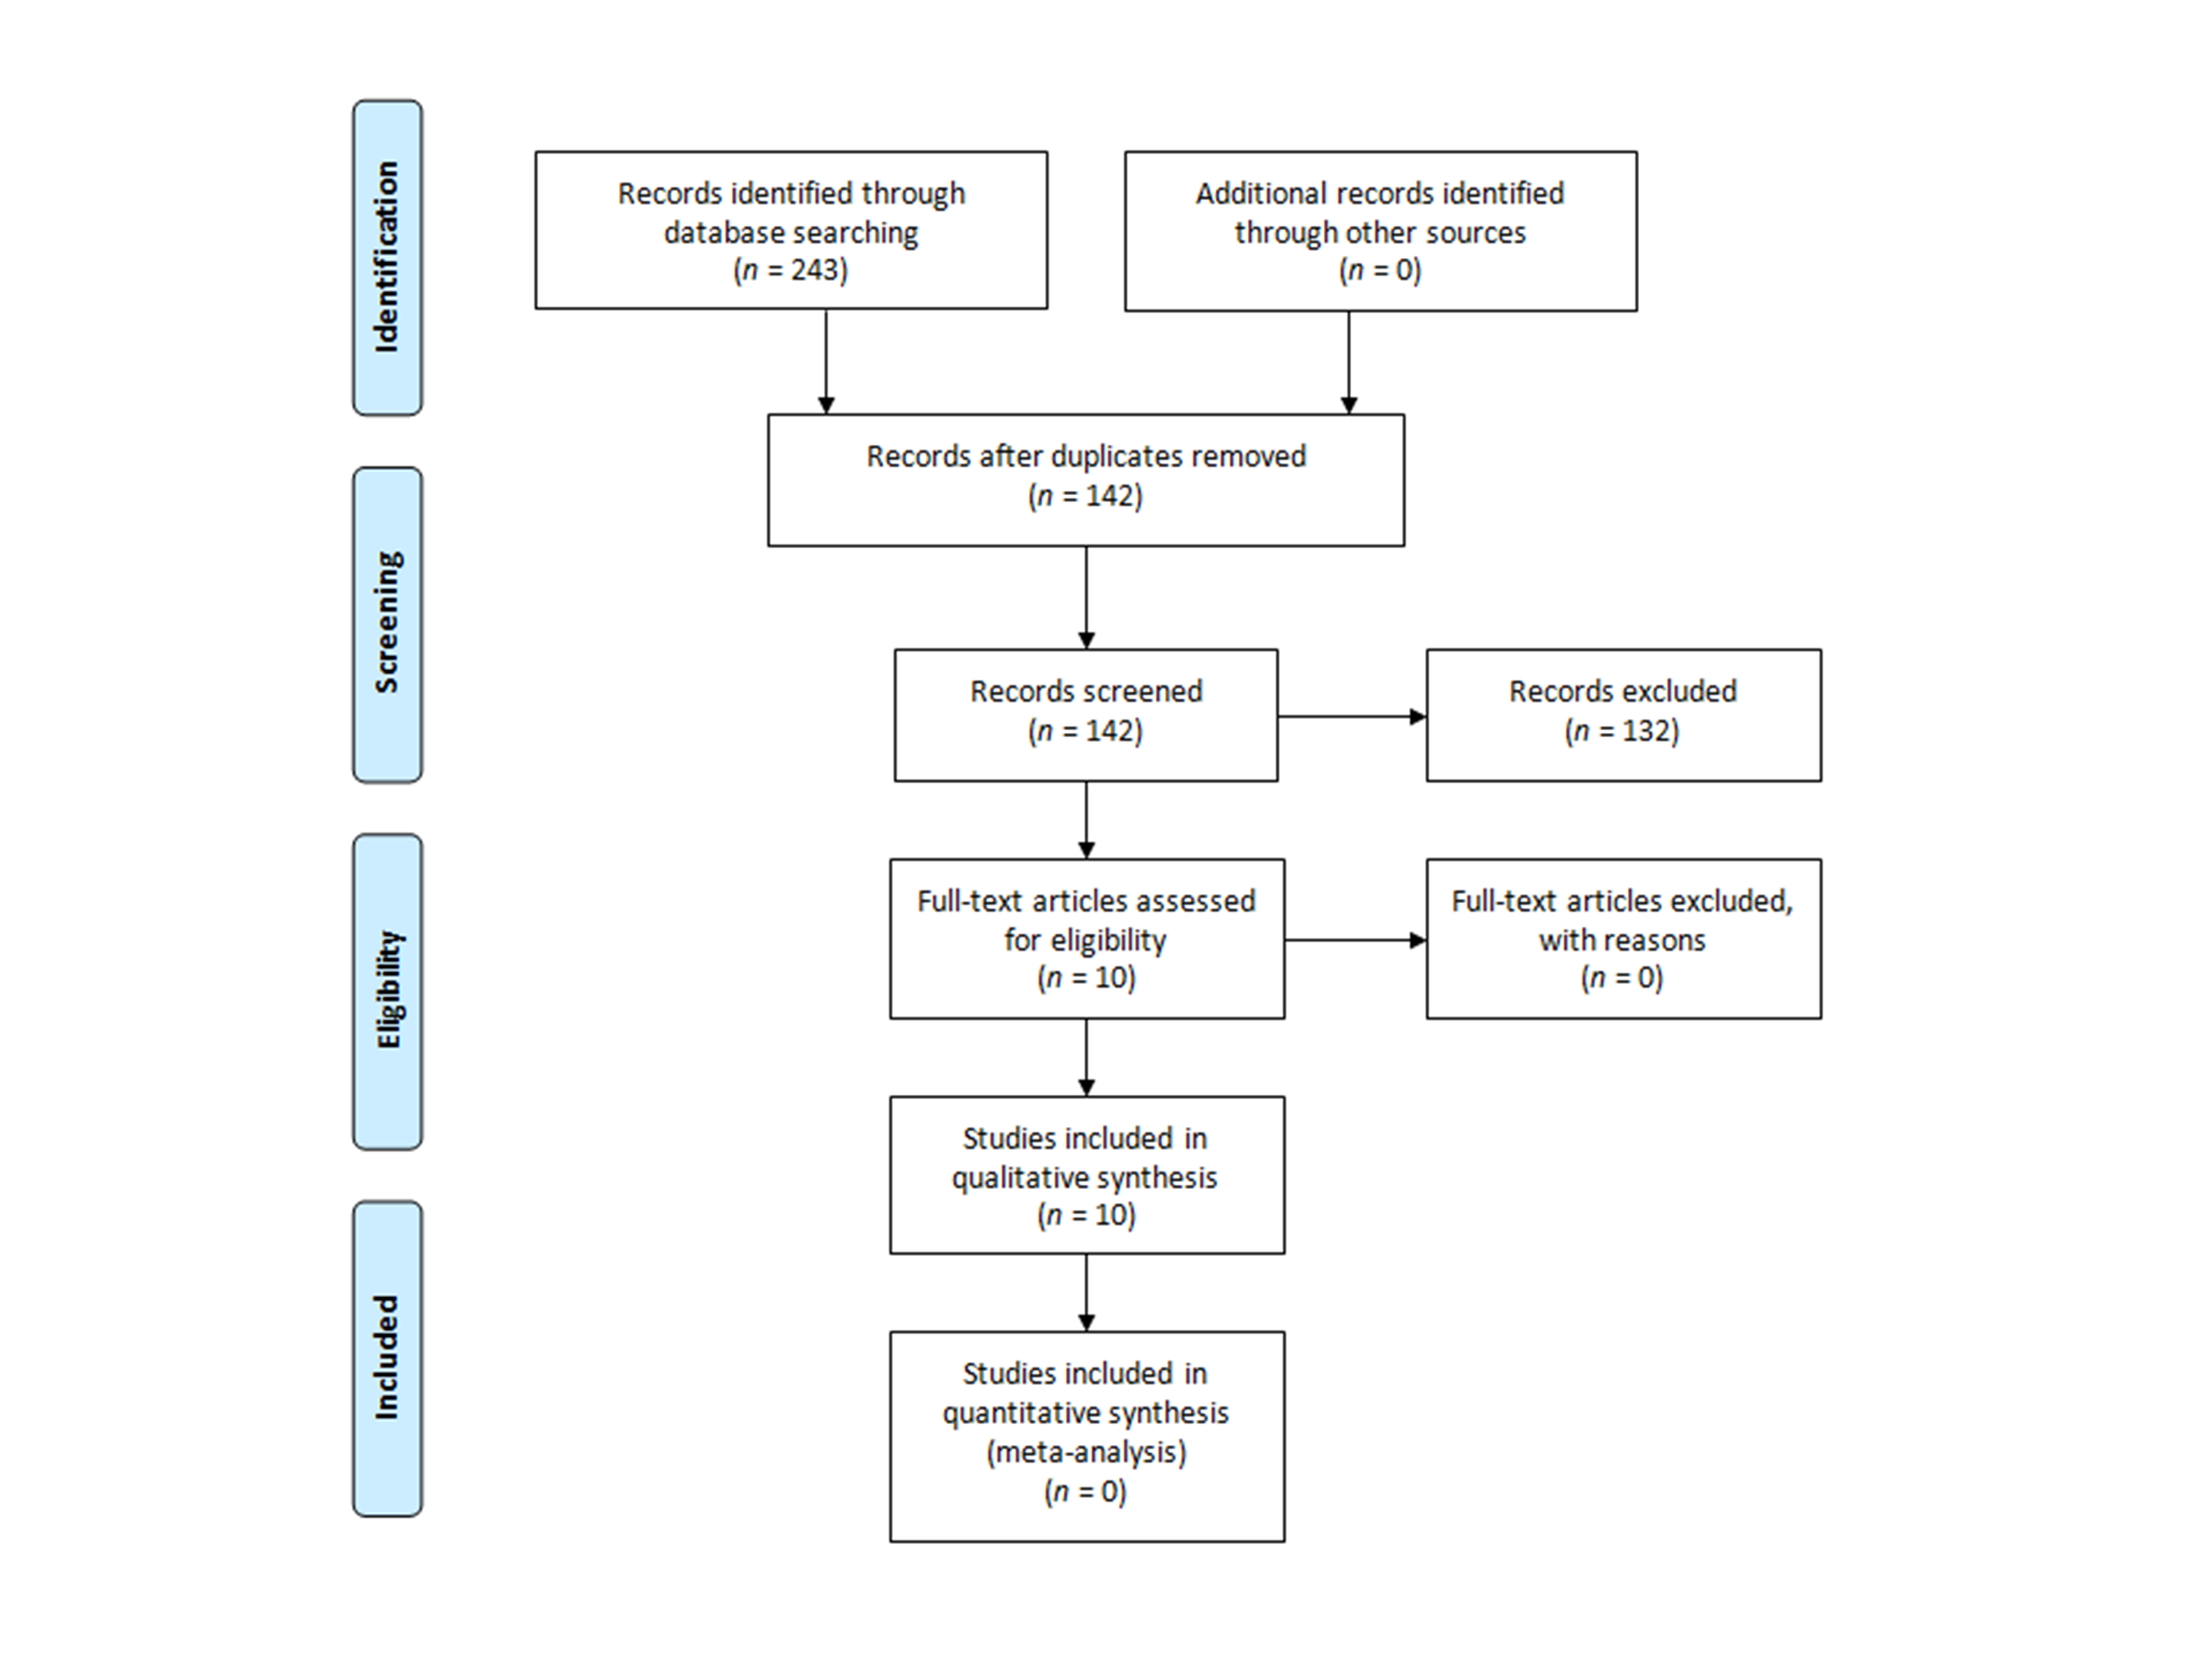 Identification
Records identified through
database searching
(n = 243)
Additional records identified
through other sources
(n = 0)
Records after duplicates removed
(n = 142)
Screening
Records screened
(n = 142)
Records excluded
(n = 132)
Eligibility
Full-text articles assessed
for eligibility
(n = 10)
Full-text articles excluded,
with reasons
(n = 0)
Studies included in
qualitative synthesis
(n = 10)
Included
Studies included in
quantitative synthesis
(meta-analysis)
(n = 0)